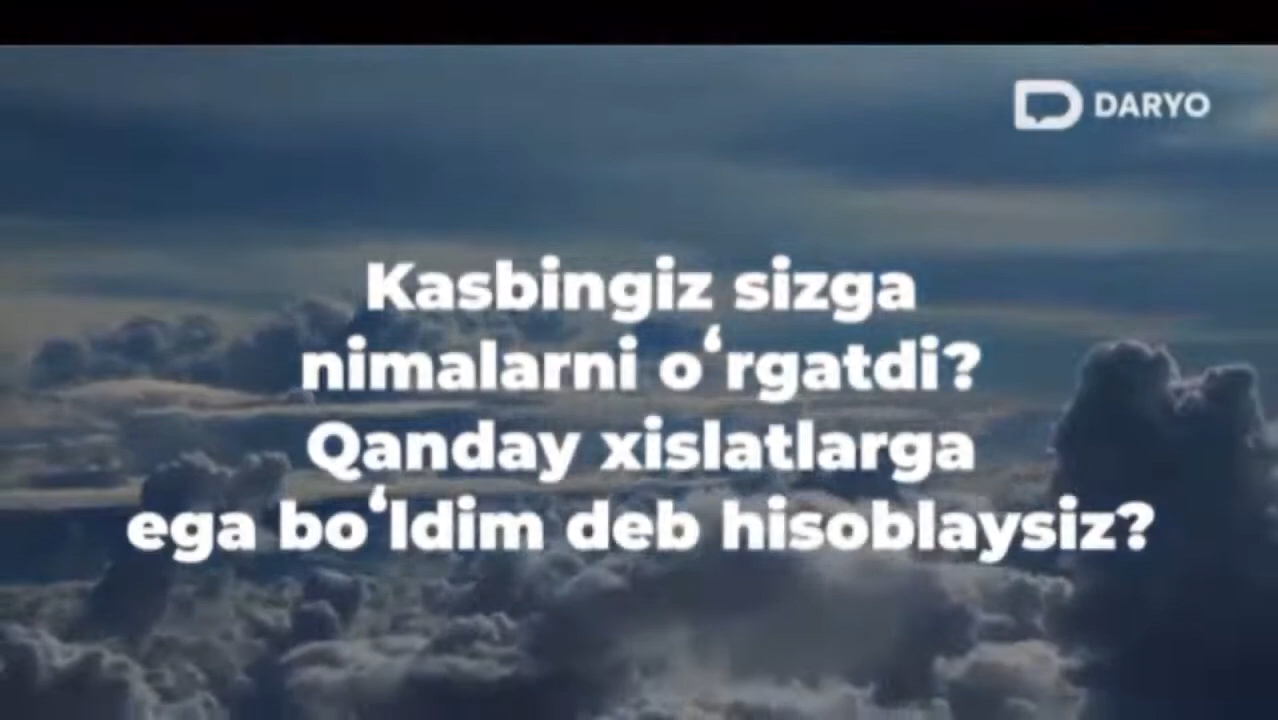 DARYO
Kasbingiz sizga
nimalarni oʻrgatdi?
Qanday xislatlarga
ega boʻldim deb hisoblaysiz?